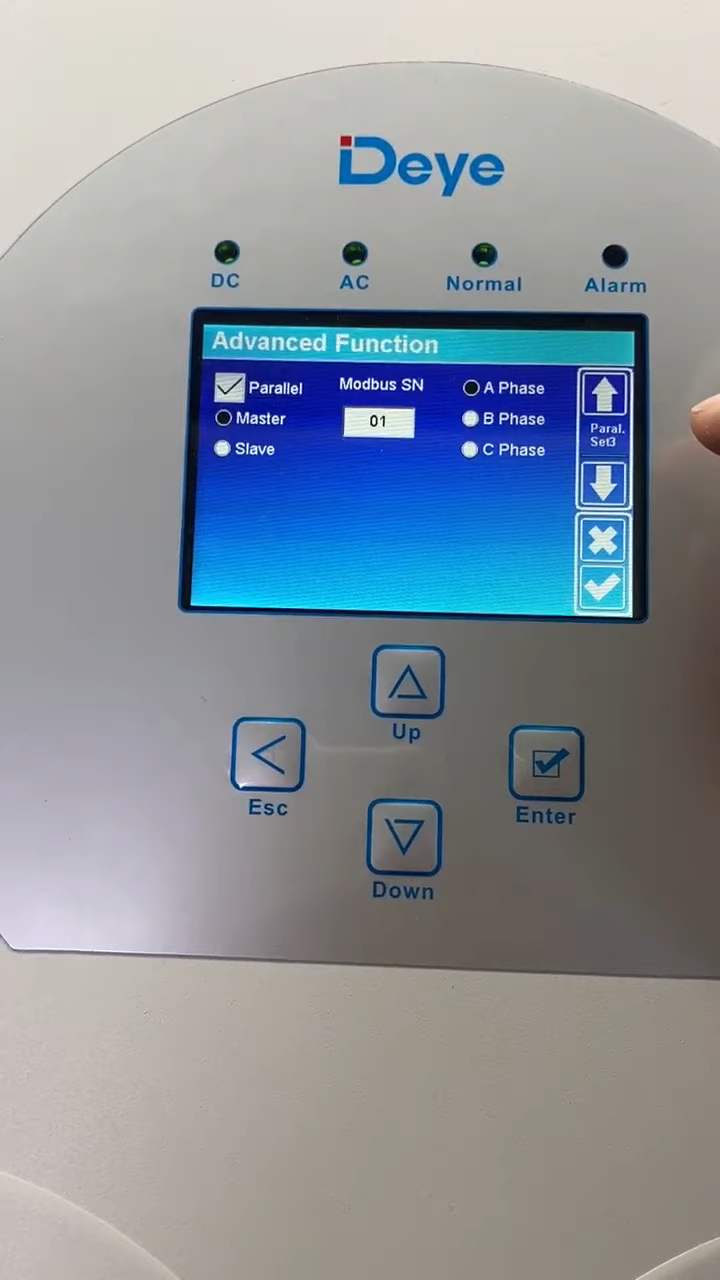 Deye
DC AC Normal Alarm
Advanced Function
Parallel Modbus SN A Phase
Master 01 B Phase
Slave C Phase
Paral.
Set3
Up
Esc Enter
Down